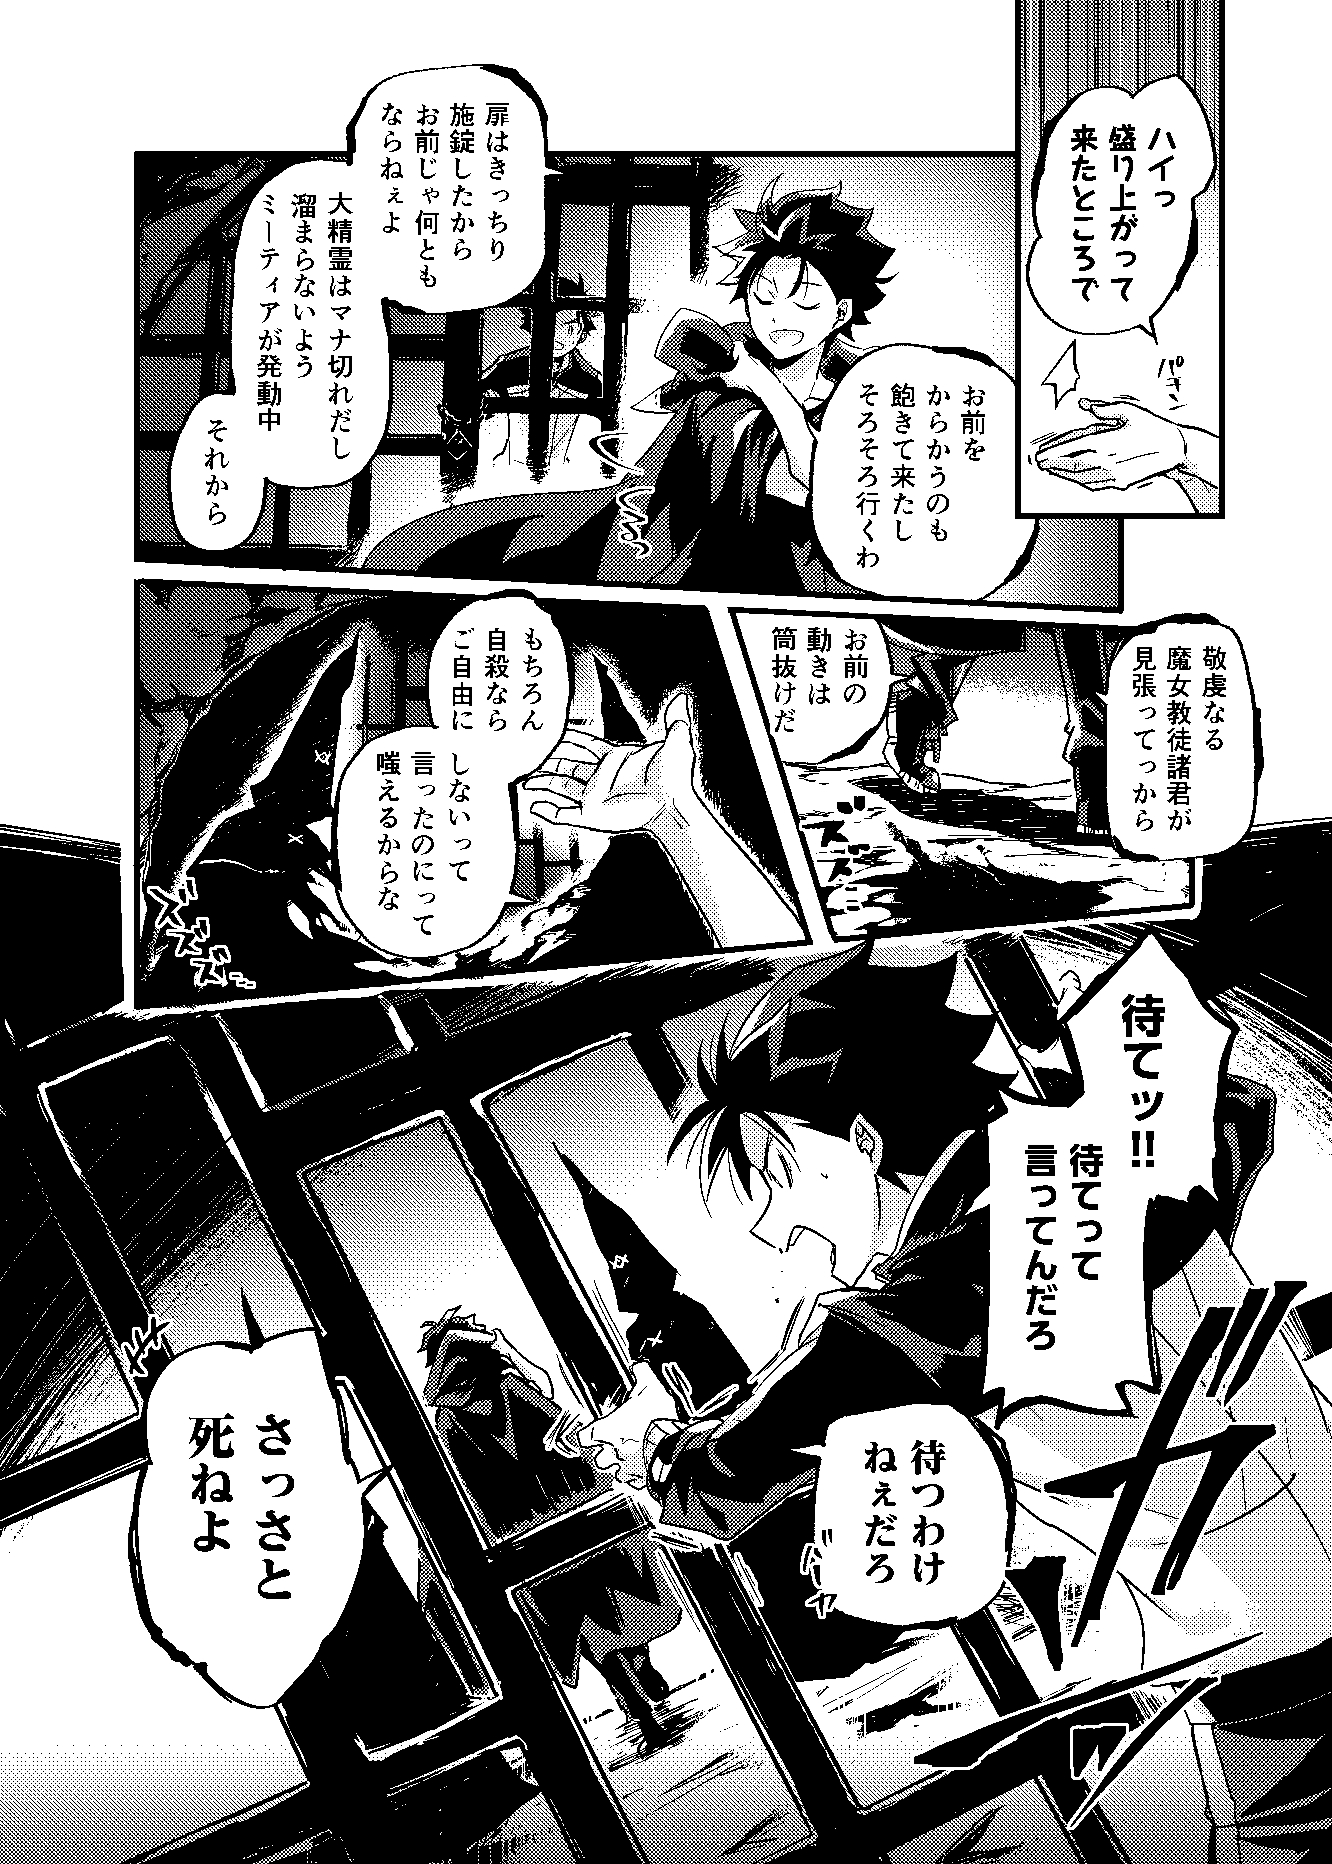 ハイっ
盛り上がって
来たところで
パチン
お前を
からかうのも
飽きて来たし
そろそろ行くわ
扉はきっちり
施錠したから
お前じゃ何とも
ならねぇよ
大精霊はマナ切れだし
溜まらないよう
ミーティアが発動中
それから
敬虔なる
魔女教徒諸君が
見張ってっから
お前の
動きは
筒抜けだ
ズズ
もちろん
自殺なら
ご自由に
しないって
言ったのにって
嗤えるからな
ズズズ
待てッ!!
待てって
言ってんだろ
ガ
待つわけ
ねぇだろ
さっさと
死ねよ